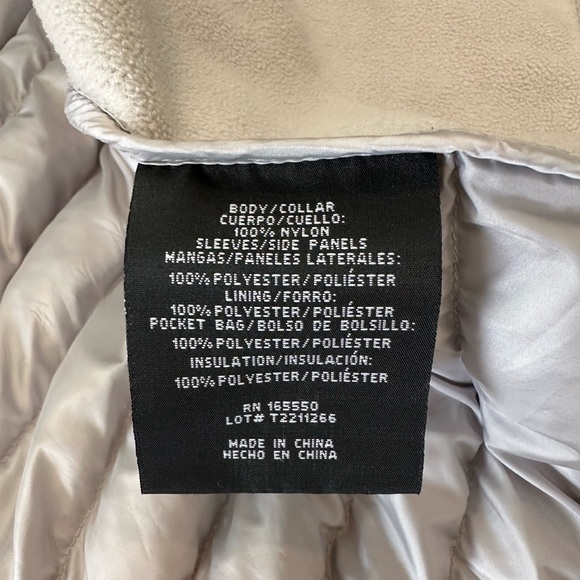 BODY/COLLAR
CUERPO/CUELLO:
100% NYLON
SLEEVES/SIDE PANELS
MANGAS/PANELES LATERALES:
100% POLYESTER/POLIÉSTER
LINING/FORRO:
100% POLYESTER/POLIÉSTER
POCKET BAG/BOLSO DE BOLSILLO:
100% POLYESTER/POLIÉSTER
INSULATION/INSULACIÓN:
100% POLYESTER/POLIÉSTER
RN 165550
LOT# T2211266
MADE IN CHINA
HECHO EN CHINA